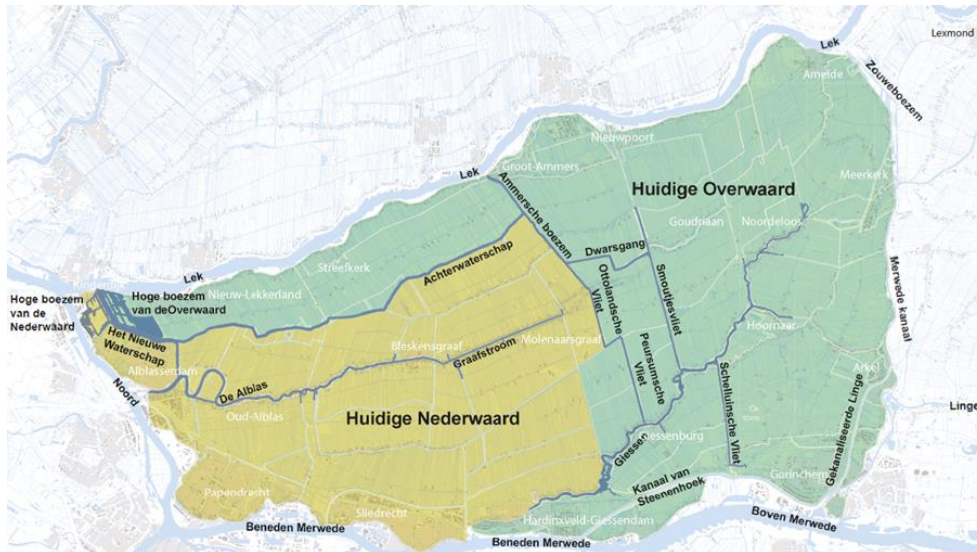 Lexmond
Lek
Ameide
Zouweboezem
Nieuwpoort
Groot-Ammers
Lek
Ammersche boezem
Huidige Overwaard
Meerkerk
Goudriaan
Noordeloos
Dwarsgang
Achterwaterschap
Streefkerk
Lek
Kinderdijk
Nieuw-Lekkerland
Hoge boezem
van de
Nederwaard
Hoge boezem
van deOverwaard
Ottolandsche
Vliet
Smoutjesvliet
Merwede kanaal
Het Nieuwe
Waterschap
Bleskensgraaf
Molenaarsgraaf
Graafstroom
Hoornaar
Peursumsche
Vliet
Alblasserdam
De Alblas
Noord
Oud-Alblas
Huidige Nederwaard
Schelluinsche Vliet
Arkel
Gekanaliseerde Linge
Linge
Giessen
Giessenburg
Kanaal van
Steenenhoek
Gorinchem
Papendracht
Sliedrecht
Hardinxveld-Giessendam
Beneden Merwede
Beneden Merwede
Boven Merwede